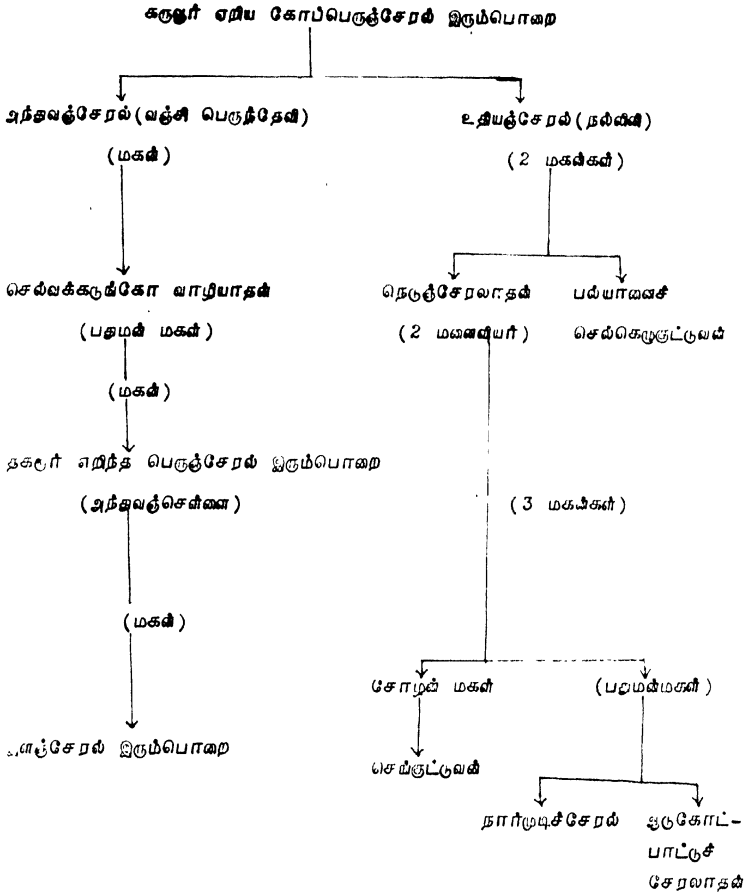 கருவூர் ஏறிய கோப்பெருஞ்சேரல் இரும்பொறை
அந்துவஞ்சேரல் (வஞ்சி பெருந்தேவி)
உதியஞ்சேரல் (நல்லினி)
(மகன்)
(2 மகன்கள்)
செல்வக்கடுங்கோ வாழியாதன்
நெடுஞ்சேரலாதன்
பல்யானைச்
(பதுமன் மகள்)
(2 மனைவியர்)
செல்கெழுகுட்டுவன்
(மகன்)
தகடூர் எறிந்த பெருஞ்சேரல் இரும்பொறை
(அந்துவஞ்செள்ளை)
(3 மகன்கள்)
(மகன்)
சோழன் மகள்
(பதுமன்மகள்)
இளஞ்சேரல் இரும்பொறை
செங்குட்டுவன்
நார்முடிச்சேரல்
ஆடுகோட்-
பாட்டுச்
சேரலாதன்